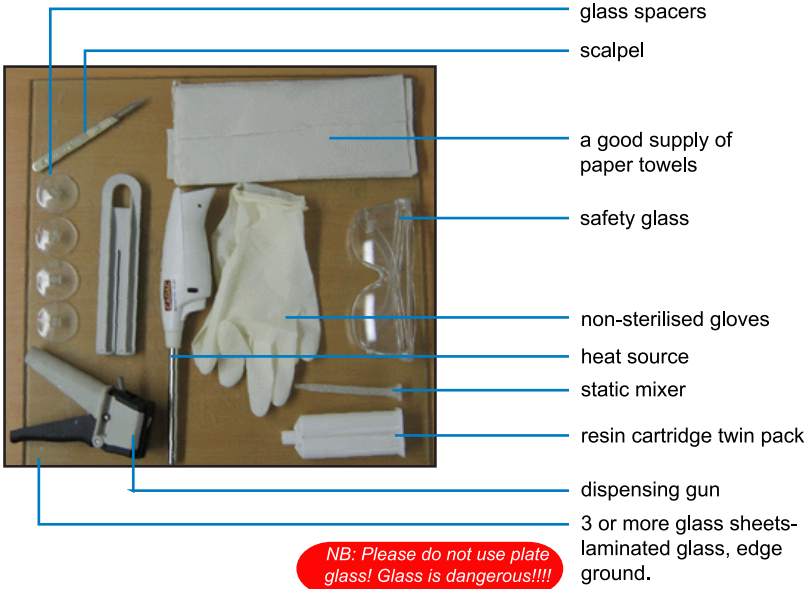 glass spacers
scalpel
a good supply of
paper towels
safety glass
non-sterilised gloves
heat source
static mixer
resin cartridge twin pack
dispensing gun
3 or more glass sheets-
laminated glass, edge
ground.
NB: Please do not use plate
glass! Glass is dangerous!!!!